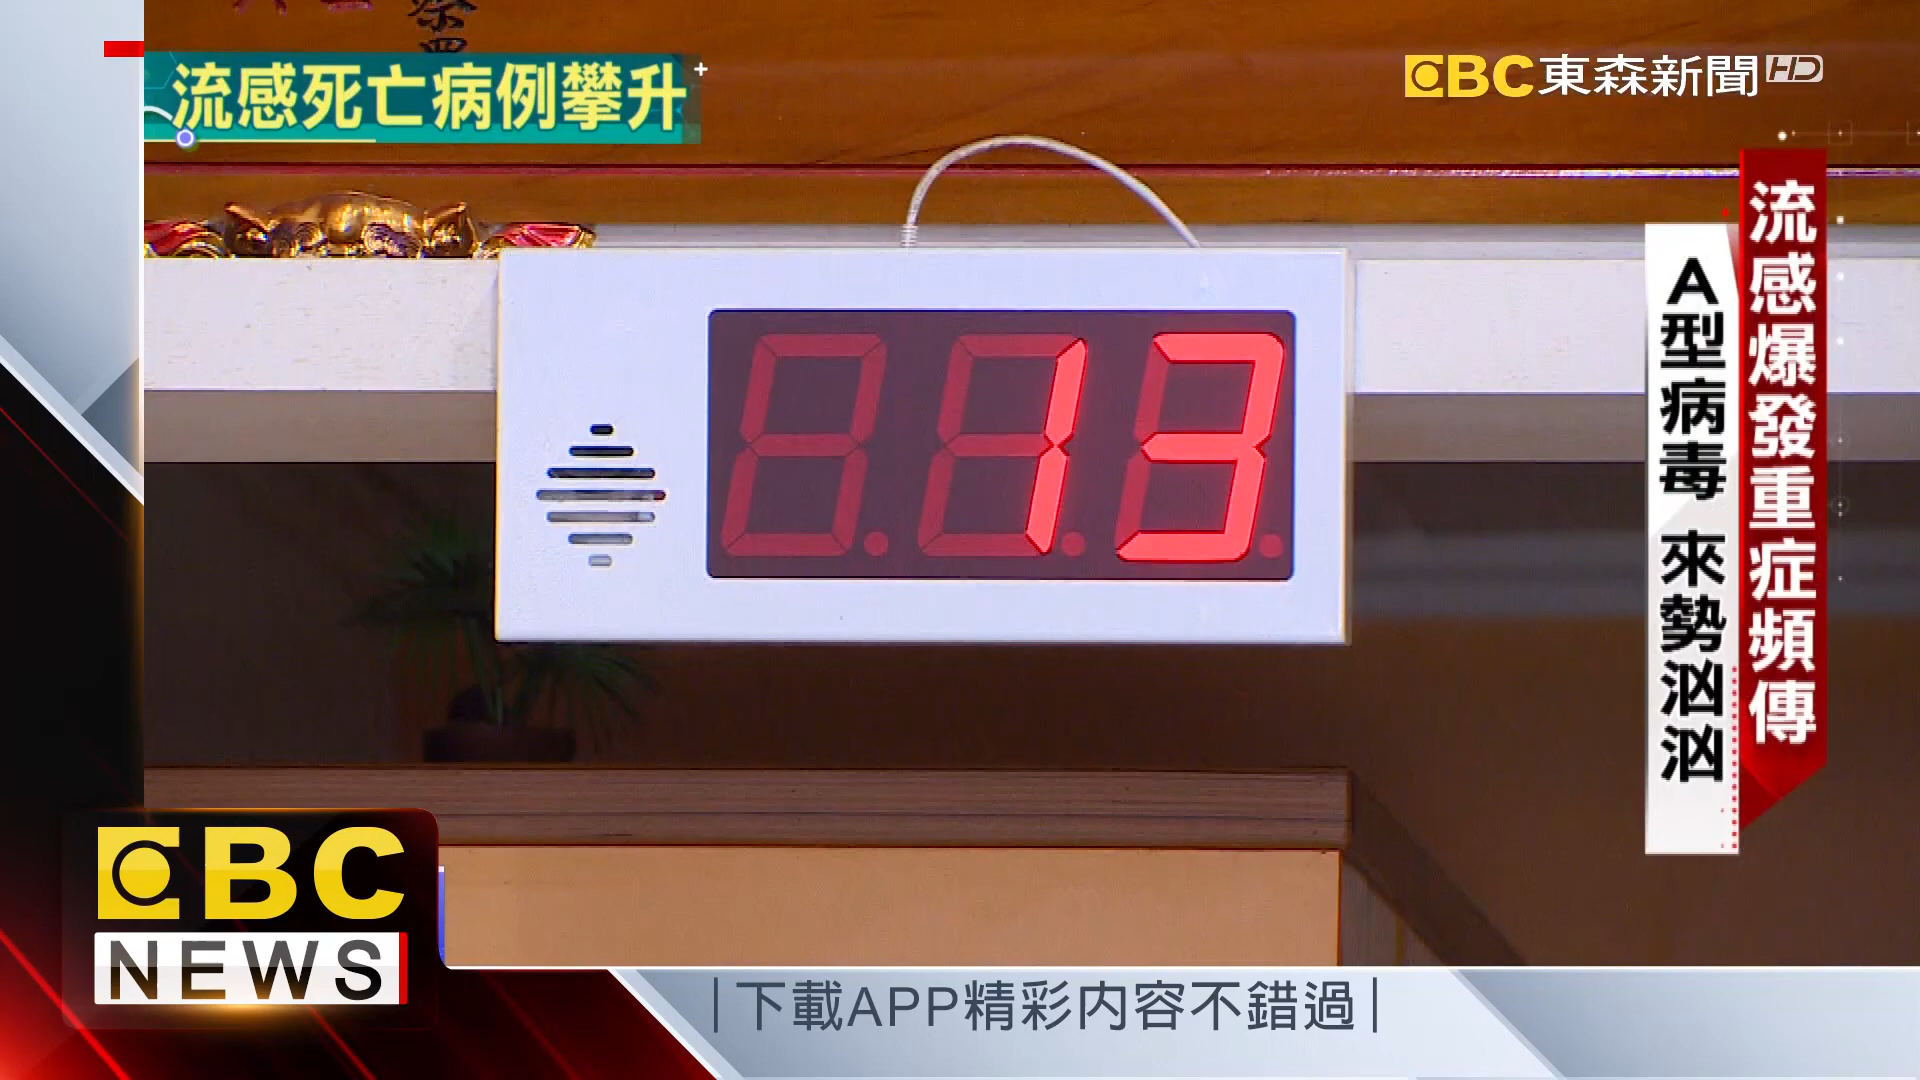 流感死亡病例攀升
EBC東森新聞HD
流感爆發重症頻傳
A型病毒 來勢洶洶
13
EBC
NEWS
|下載APP精彩內容不錯過|